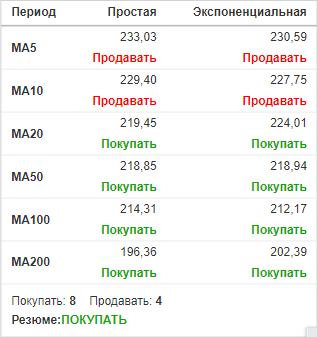 Период Простая Экспоненциальная
MA5 233,03 230,59
Продавать Продавать
MA10 229,40 227,75
Продавать Продавать
MA20 219,45 224,01
Покупать Покупать
MA50 218,85 218,94
Покупать Покупать
MA100 214,31 212,17
Покупать Покупать
MA200 196,36 202,39
Покупать Покупать
Покупать: 8 Продавать: 4
Резюме:ПОКУПАТЬ